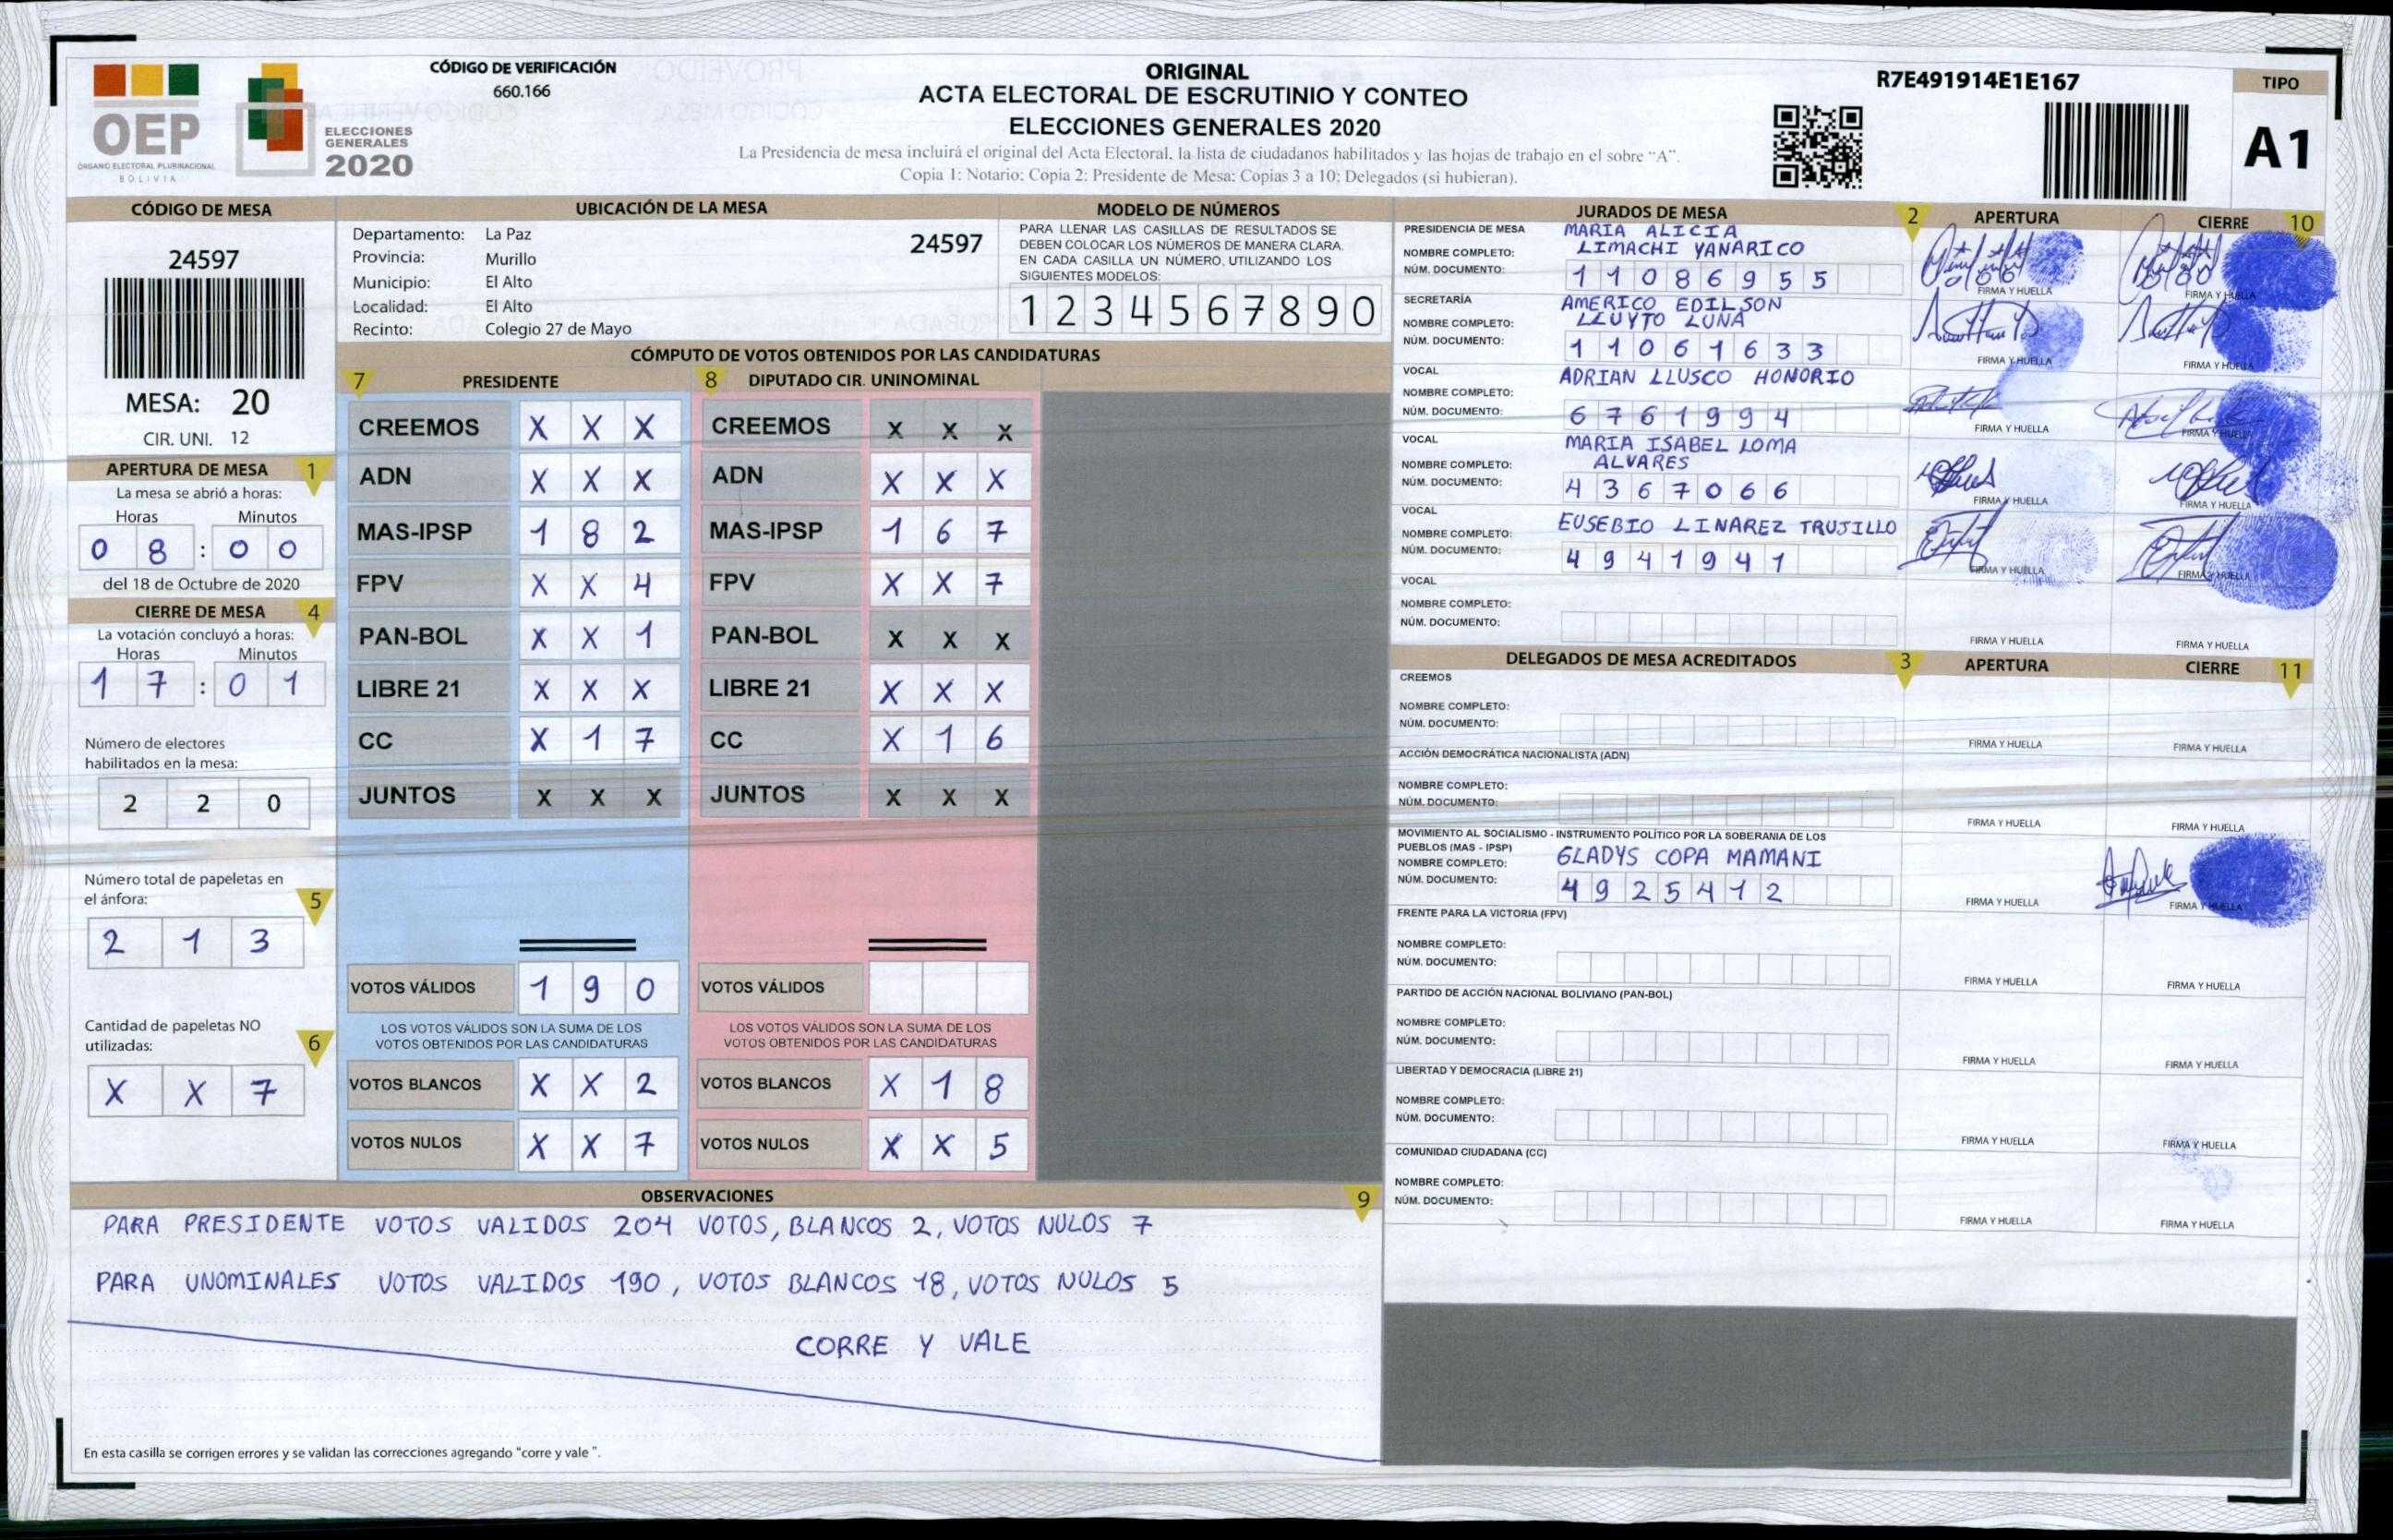 OEP
ÓRGANO ELECTORAL PLURINACIONAL
BOLIVIA
ELECCIONES
GENERALES
2020
CÓDIGO DE VERIFICACIÓN
660.166
ORIGINAL
ACTA ELECTORAL DE ESCRUTINIO Y CONTEO
ELECCIONES GENERALES 2020
La Presidencia de mesa incluirá el original del Acta Electoral, la lista de ciudadanos habilitados y las hojas de trabajo en el sobre “A”.
Copia 1: Notario; Copia 2: Presidente de Mesa; Copias 3 a 10; Delegados (si hubieran).
R7E491914E1E167
TIPO
A1
CÓDIGO DE MESA
24597
MESA: 20
CIR. UNI. 12
APERTURA DE MESA 1
La mesa se abrió a horas:
Horas Minutos
0 8 : 0 0
del 18 de Octubre de 2020
CIERRE DE MESA 4
La votación concluyó a horas:
Horas Minutos
1 7 : 0 1
Número de electores
habilitados en la mesa:
2 2 0
Número total de papeletas en
el ánfora: 5
2 1 3
Cantidad de papeletas NO
utilizadas: 6
X X 7
UBICACIÓN DE LA MESA
Departamento: La Paz 24597
Provincia: Murillo
Municipio: El Alto
Localidad: El Alto
Recinto: Colegio 27 de Mayo
MODELO DE NÚMEROS
PARA LLENAR LAS CASILLAS DE RESULTADOS SE
DEBEN COLOCAR LOS NÚMEROS DE MANERA CLARA.
EN CADA CASILLA UN NÚMERO, UTILIZANDO LOS
SIGUIENTES MODELOS:
1 2 3 4 5 6 7 8 9 0
CÓMPUTO DE VOTOS OBTENIDOS POR LAS CANDIDATURAS
7 PRESIDENTE 8 DIPUTADO CIR. UNINOMINAL
CREEMOS X X X CREEMOS X X X
ADN X X X ADN X X X
MAS-IPSP 1 8 2 MAS-IPSP 1 6 7
FPV X X 4 FPV X X 7
PAN-BOL X X 1 PAN-BOL X X X
LIBRE 21 X X X LIBRE 21 X X X
CC X 1 7 CC X 1 6
JUNTOS X X X JUNTOS X X X
VOTOS VÁLIDOS 1 9 0 VOTOS VÁLIDOS
LOS VOTOS VÁLIDOS SON LA SUMA DE LOS LOS VOTOS VÁLIDOS SON LA SUMA DE LOS
VOTOS OBTENIDOS POR LAS CANDIDATURAS VOTOS OBTENIDOS POR LAS CANDIDATURAS
VOTOS BLANCOS X X 2 VOTOS BLANCOS X 1 8
VOTOS NULOS X X 7 VOTOS NULOS X X 5
OBSERVACIONES 9
PARA PRESIDENTE VOTOS VALIDOS 204 VOTOS, BLANCOS 2, VOTOS NULOS 7
PARA UNOMINALES VOTOS VALIDOS 190, VOTOS BLANCOS 18, VOTOS NULOS 5
CORRE Y VALE
En esta casilla se corrigen errores y se validan las correcciones agregando “corre y vale”.
JURADOS DE MESA 2 APERTURA CIERRE 10
PRESIDENCIA DE MESA MARIA ALICIA
NOMBRE COMPLETO: LIMACHI YANARICO
NÚM. DOCUMENTO: 1 1 0 8 6 9 5 5
FIRMA Y HUELLA FIRMA Y HUELLA
SECRETARÍA AMERICO EDILSON
NOMBRE COMPLETO: LLUYTO LUNA
NÚM. DOCUMENTO: 1 1 0 6 1 6 3 3
FIRMA Y HUELLA FIRMA Y HUELLA
VOCAL ADRIAN LLUSCO HONORIO
NOMBRE COMPLETO:
NÚM. DOCUMENTO: 6 7 6 1 9 9 4
FIRMA Y HUELLA FIRMA Y HUELLA
VOCAL MARIA ISABEL LOMA
NOMBRE COMPLETO: ALVARES
NÚM. DOCUMENTO: 4 3 6 7 0 6 6
FIRMA Y HUELLA FIRMA Y HUELLA
VOCAL
NOMBRE COMPLETO: EUSEBIO LINAREZ TRUJILLO
NÚM. DOCUMENTO: 4 9 4 1 9 4 1
FIRMA Y HUELLA FIRMA Y HUELLA
VOCAL
NOMBRE COMPLETO:
NÚM. DOCUMENTO:
FIRMA Y HUELLA FIRMA Y HUELLA
DELEGADOS DE MESA ACREDITADOS 3 APERTURA CIERRE 11
CREEMOS
NOMBRE COMPLETO:
NÚM. DOCUMENTO:
FIRMA Y HUELLA FIRMA Y HUELLA
ACCIÓN DEMOCRÁTICA NACIONALISTA (ADN)
NOMBRE COMPLETO:
NÚM. DOCUMENTO:
FIRMA Y HUELLA FIRMA Y HUELLA
MOVIMIENTO AL SOCIALISMO - INSTRUMENTO POLÍTICO POR LA SOBERANIA DE LOS
PUEBLOS (MAS - IPSP)
NOMBRE COMPLETO: GLADYS COPA MAMANI
NÚM. DOCUMENTO: 4 9 2 5 4 1 2
FIRMA Y HUELLA FIRMA Y HUELLA
FRENTE PARA LA VICTORIA (FPV)
NOMBRE COMPLETO:
NÚM. DOCUMENTO:
FIRMA Y HUELLA FIRMA Y HUELLA
PARTIDO DE ACCIÓN NACIONAL BOLIVIANO (PAN-BOL)
NOMBRE COMPLETO:
NÚM. DOCUMENTO:
FIRMA Y HUELLA FIRMA Y HUELLA
LIBERTAD Y DEMOCRACIA (LIBRE 21)
NOMBRE COMPLETO:
NÚM. DOCUMENTO:
FIRMA Y HUELLA FIRMA Y HUELLA
COMUNIDAD CIUDADANA (CC)
NOMBRE COMPLETO:
NÚM. DOCUMENTO:
FIRMA Y HUELLA FIRMA Y HUELLA